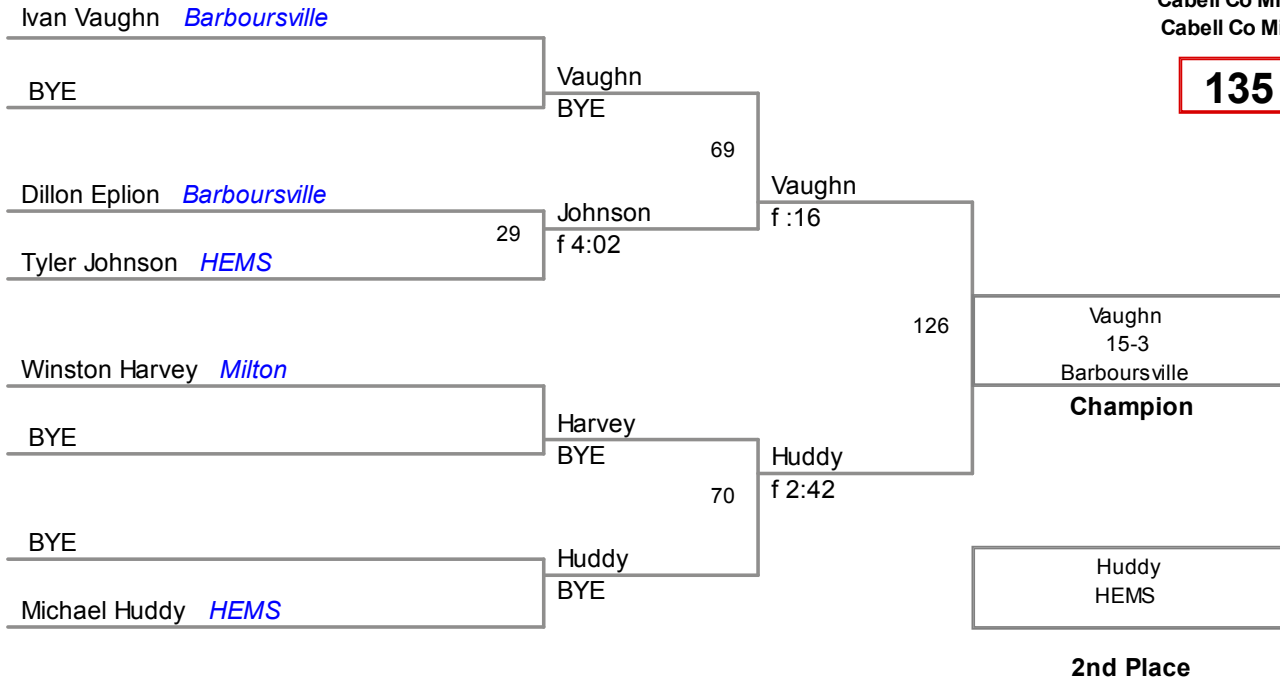 Cabell Co
Cabell Co
135
Ivan Vaughn Barboursville
BYE
Vaughn
BYE
69
Dillon Eplion Barboursville
29
Tyler Johnson HEMS
Johnson
f 4:02
Vaughn
f :16
126
Winston Harvey Milton
BYE
Harvey
BYE
70
BYE
Michael Huddy HEMS
Huddy
BYE
Huddy
f 2:42
Vaughn
15-3
Barboursville
Champion
Huddy
HEMS
2nd Place